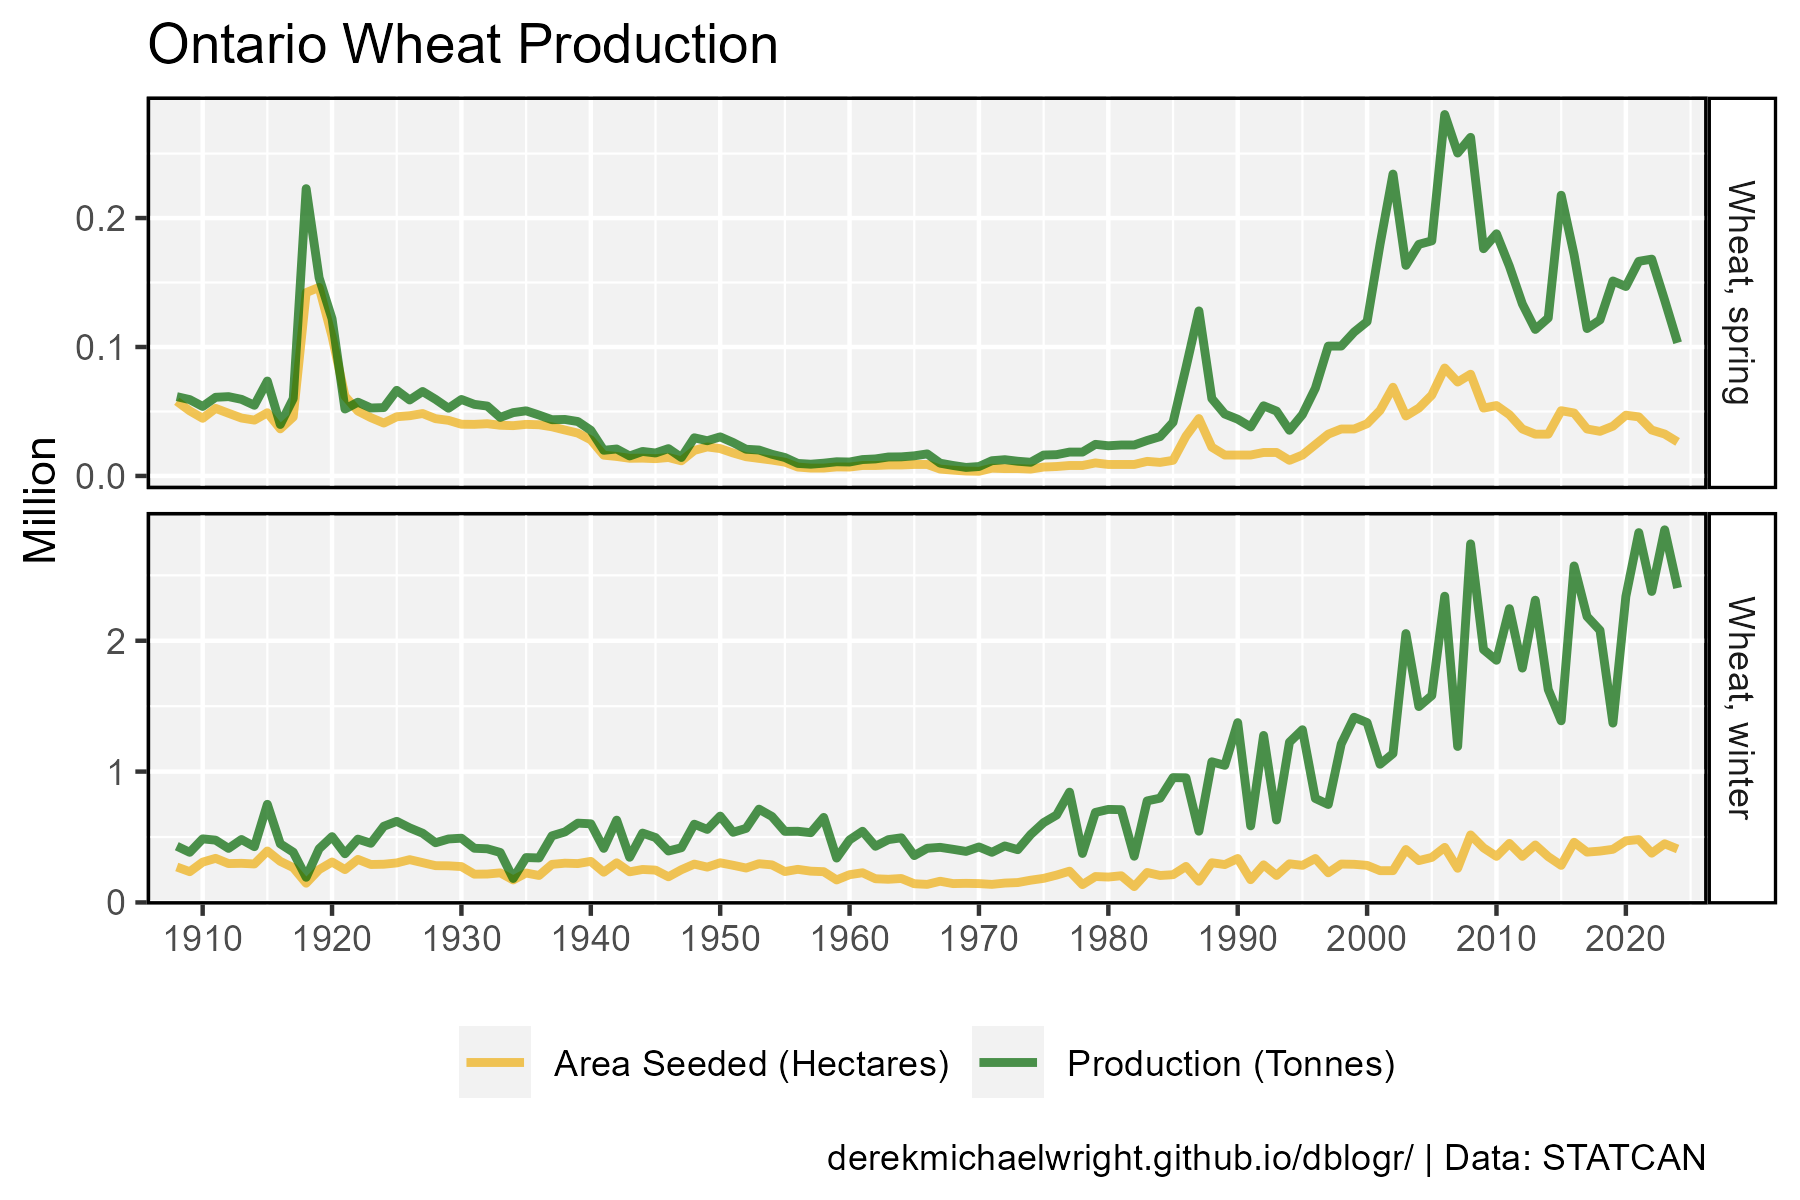 Ontario Wheat Production
Million
0.2
0.1
0.0
Wheat, spring
2
1
0
Wheat, winter
1910 1920 1930 1940 1950 1960 1970 1980 1990 2000 2010 2020
Area Seeded (Hectares) Production (Tonnes)
derekmichaelwright.github.io/dblogr/ | Data: STATCAN